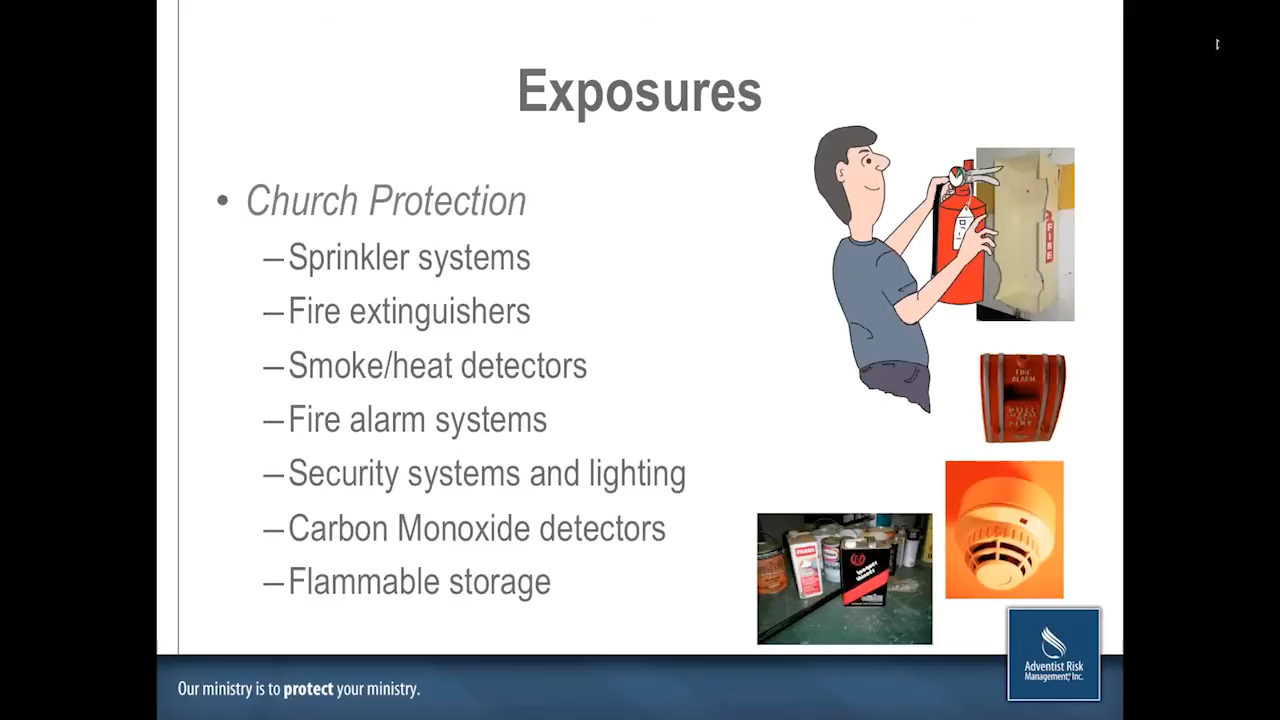 Exposures
• Church Protection
–Sprinkler systems
–Fire extinguishers
–Smoke/heat detectors
–Fire alarm systems
–Security systems and lighting
–Carbon Monoxide detectors
–Flammable storage
FIRE
FIRE
ALARM
Our ministry is to protect your ministry.
Adventist Risk
Management, Inc.